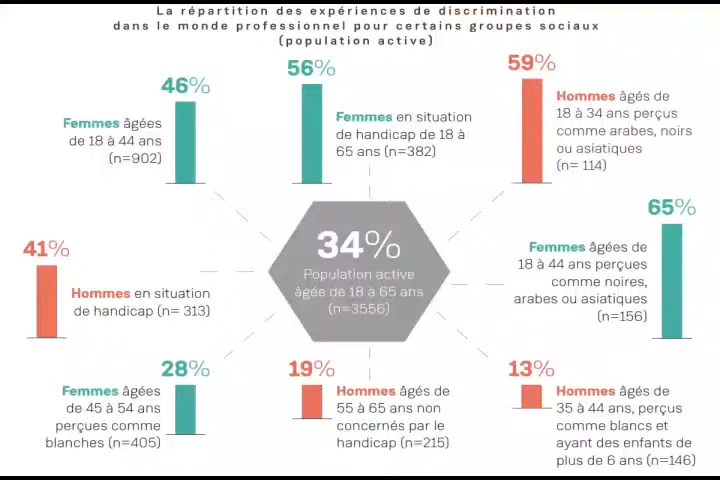 La répartition des expériences de discrimination
dans le monde professionnel pour certains groupes sociaux
(population active)
46%
Femmes âgées
de 18 à 44 ans
(n=902)
56%
Femmes en situation
de handicap de 18 à
65 ans (n=382)
59%
Hommes âgés de
18 à 34 ans perçus
comme arabes, noirs
ou asiatiques
(n= 114)
41%
Hommes en situation
de handicap (n= 313)
34%
Population active
âgée de 18 à 65 ans
(n=3556)
65%
Femmes âgées de
18 à 44 ans perçues
comme noires,
arabes ou asiatiques
(n=156)
28%
Femmes âgées
de 45 à 54 ans
perçues comme
blanches (n=405)
19%
Hommes âgés de
55 à 65 ans non
concernés par le
handicap (n=215)
13%
Hommes âgés de
35 à 44 ans, perçus
comme blancs et
ayant des enfants de
plus de 6 ans (n=146)